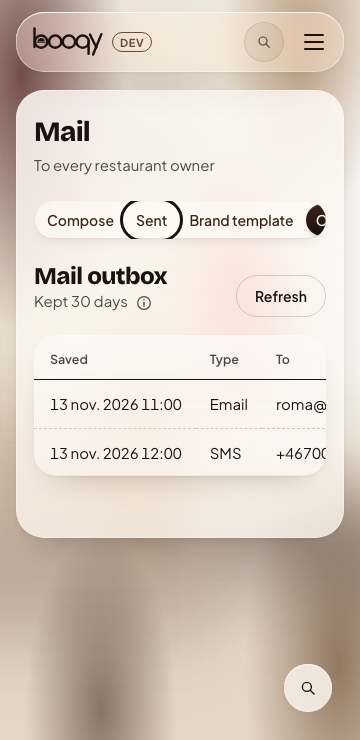 booqy DEV
Mail
To every restaurant owner
Compose Sent Brand template
Mail outbox
Kept 30 days
Refresh
Saved Type To
13 nov. 2026 11:00 Email roma@
13 nov. 2026 12:00 SMS +46700